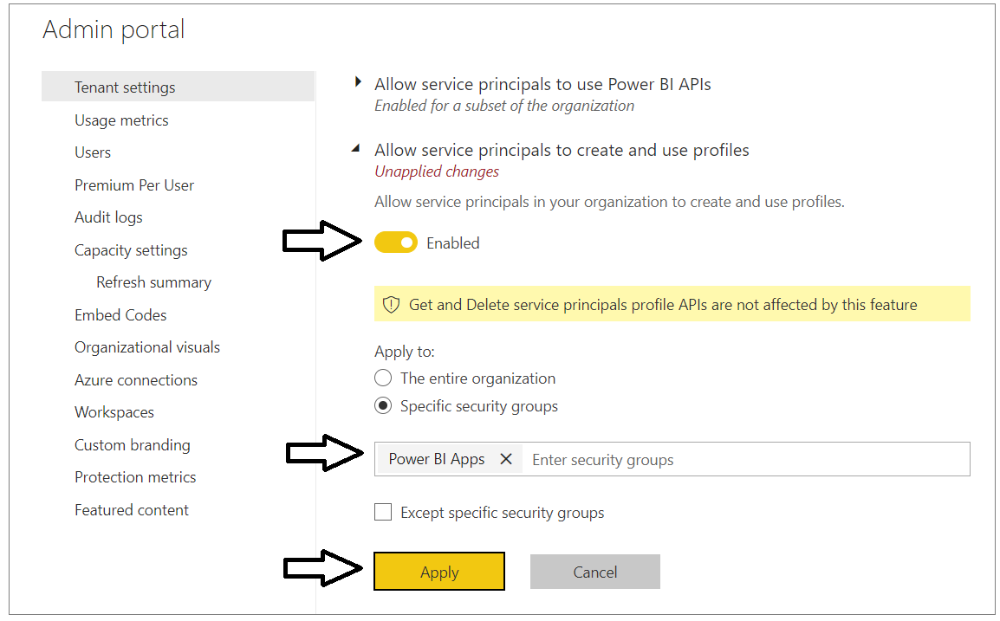 Admin portal
Tenant settings
Usage metrics
Users
Premium Per User
Audit logs
Capacity settings
Refresh summary
Embed Codes
Organizational visuals
Azure connections
Workspaces
Custom branding
Protection metrics
Featured content
Allow service principals to use Power BI APIs
Enabled for a subset of the organization
Allow service principals to create and use profiles
Unapplied changes
Allow service principals in your organization to create and use profiles.
Enabled
Get and Delete service principals profile APIs are not affected by this feature
Apply to:
The entire organization
Specific security groups
Power BI Apps Enter security groups
Except specific security groups
Apply Cancel